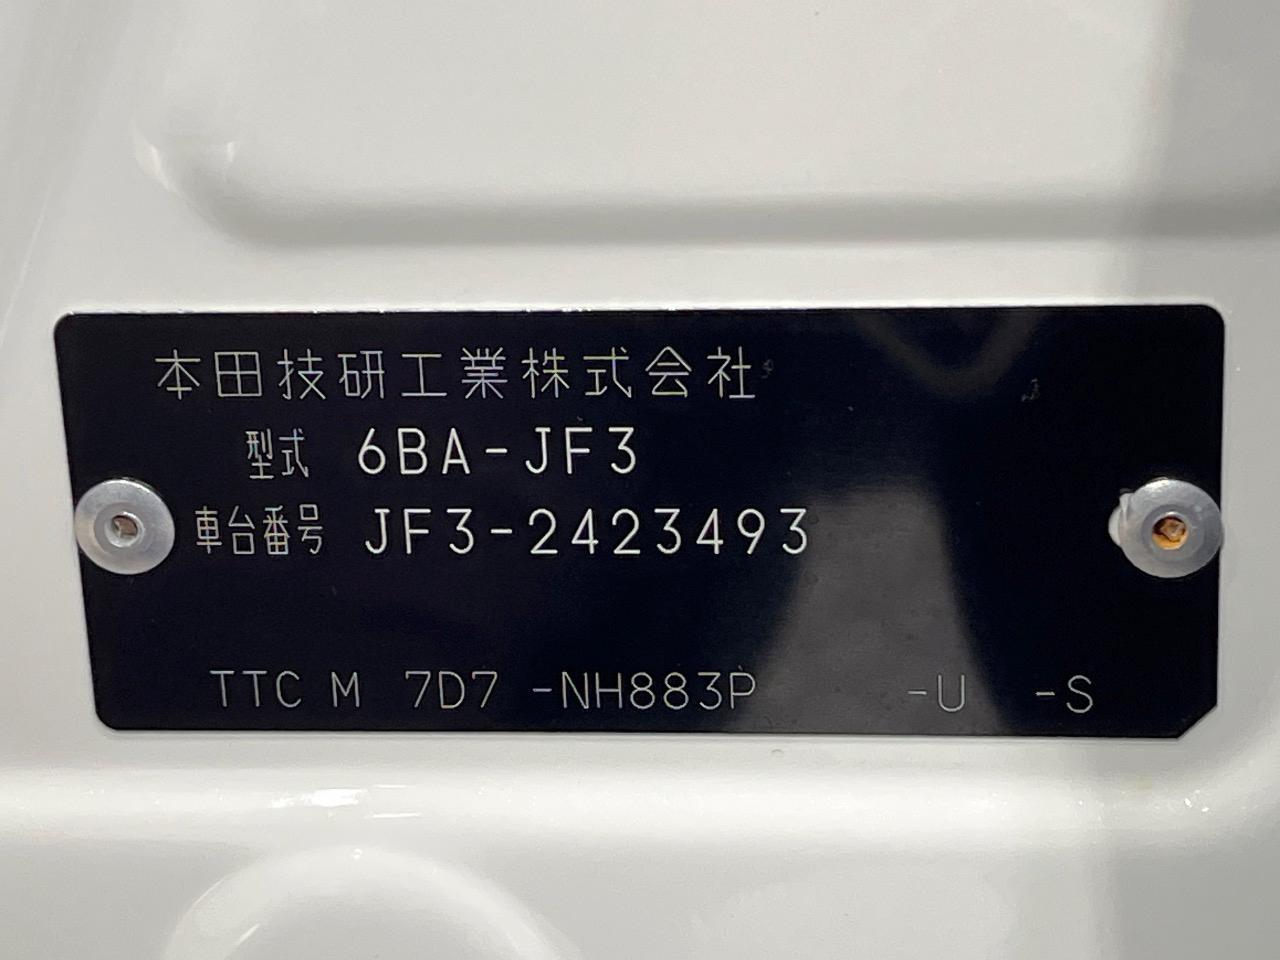 本田技研工業株式会社
型式 6BA-JF3
車台番号 JF3-2423493
TTC M 7D7 -NH883P -U -S